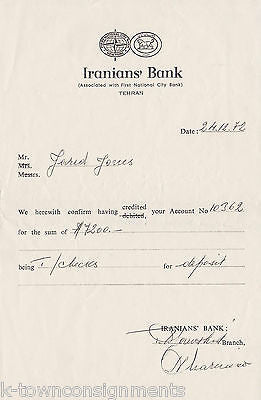 Iranians' Bank
(Associated with First National City Bank)
TEHRAN
Date: 24.12.72
Mr.
Mrs. Jarid Jones
Messrs.
We herewith confirm having credited debited, your Account No 10362
for the sum of $7200.—
being T/checks for deposit
IRANIANS' BANK:
Branch,
k-townconsignments